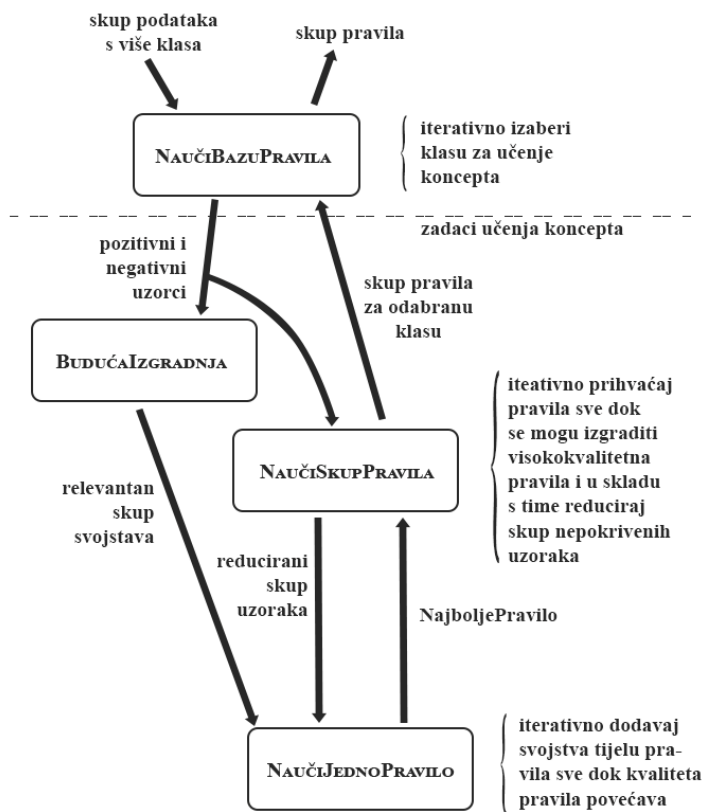 skup podataka
s više klasa
skup pravila
NaučiBazuPravila
iterativno izaberi
klasu za učenje
koncepta
zadaci učenja koncepta
pozitivni i
negativni
uzorci
skup pravila
za odabranu
klasu
BudućaIzgradnja
iteativno prihvaćaj
pravila sve dok
se mogu izgraditi
visokokvalitetna
pravila i u skladu
s time reduciraj
skup nepokrivenih
uzoraka
NaučiSkupPravila
relevantan
skup
svojstava
reducirani
skup
uzoraka
NajboljePravilo
NaučiJednoPravilo
iterativno dodavaj
svojstva tijelu pra-
vila sve dok kvaliteta
pravila povećava